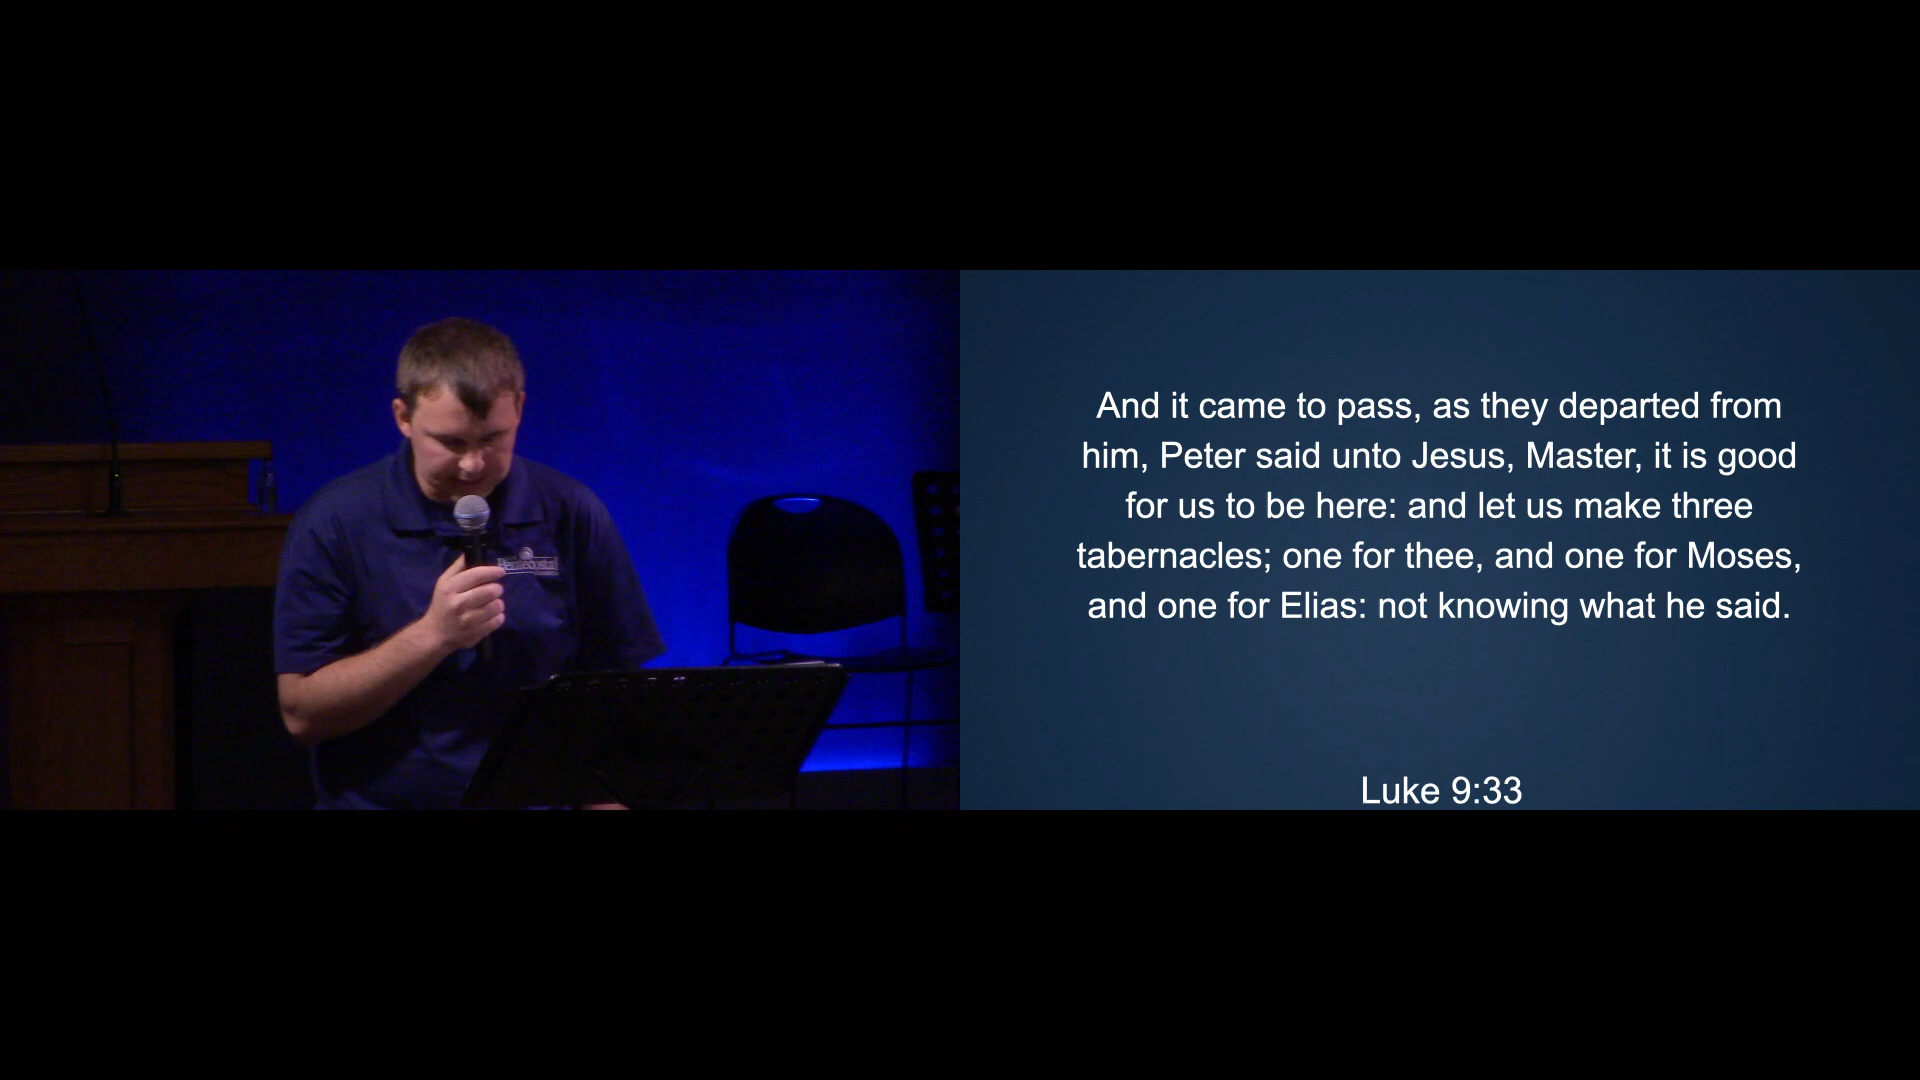 Pentecostal
And it came to pass, as they departed from
him, Peter said unto Jesus, Master, it is good
for us to be here: and let us make three
tabernacles; one for thee, and one for Moses,
and one for Elias: not knowing what he said.
Luke 9:33